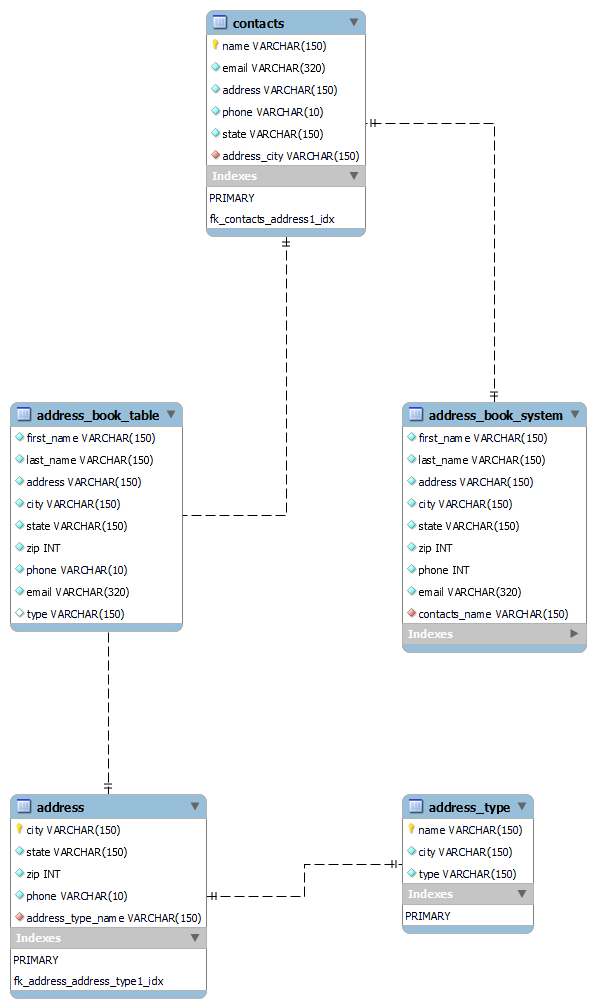 contacts
name VARCHAR(150)
email VARCHAR(320)
address VARCHAR(150)
phone VARCHAR(10)
state VARCHAR(150)
address_city VARCHAR(150)
Indexes
PRIMARY
fk_contacts_address1_idx
address_book_table
first_name VARCHAR(150)
last_name VARCHAR(150)
address VARCHAR(150)
city VARCHAR(150)
state VARCHAR(150)
zip INT
phone VARCHAR(10)
email VARCHAR(320)
type VARCHAR(150)
address_book_system
first_name VARCHAR(150)
last_name VARCHAR(150)
address VARCHAR(150)
city VARCHAR(150)
state VARCHAR(150)
zip INT
phone INT
email VARCHAR(320)
contacts_name VARCHAR(150)
Indexes
address
city VARCHAR(150)
state VARCHAR(150)
zip INT
phone VARCHAR(10)
address_type_name VARCHAR(150)
Indexes
PRIMARY
fk_address_address_type1_idx
address_type
name VARCHAR(150)
city VARCHAR(150)
type VARCHAR(150)
Indexes
PRIMARY